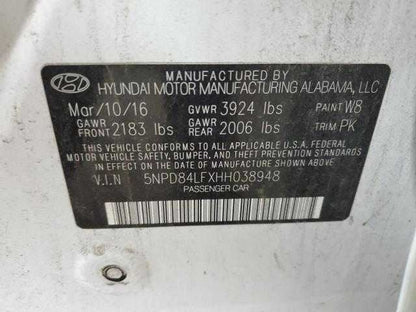 MANUFACTURED BY
HYUNDAI MOTOR MANUFACTURING ALABAMA, LLC
Mar/10/16 GVWR 3924 lbs PAINT W8
GAWR FRONT 2183 lbs GAWR REAR 2006 lbs TRIM PK
THIS VEHICLE CONFORMS TO ALL APPLICABLE U.S.A. FEDERAL
MOTOR VEHICLE SAFETY, BUMPER, AND THEFT PREVENTION STANDARDS
IN EFFECT ON THE DATE OF MANUFACTURE SHOWN ABOVE
V.I.N 5NPD84LFXHH038948
PASSENGER CAR